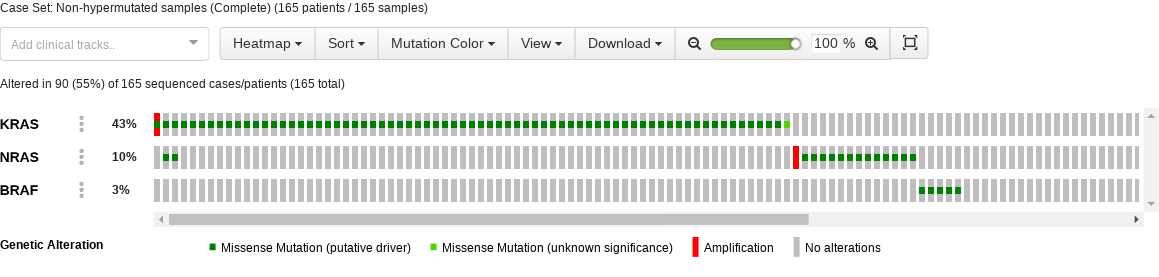 Case Set: Non-hypermutated samples (Complete) (165 patients / 165 samples)
Add clinical tracks.. Heatmap Sort Mutation Color View Download 100 %
Altered in 90 (55%) of 165 sequenced cases/patients (165 total)
KRAS 43%
NRAS 10%
BRAF 3%
Genetic Alteration Missense Mutation (putative driver) Missense Mutation (unknown significance) Amplification No alterations